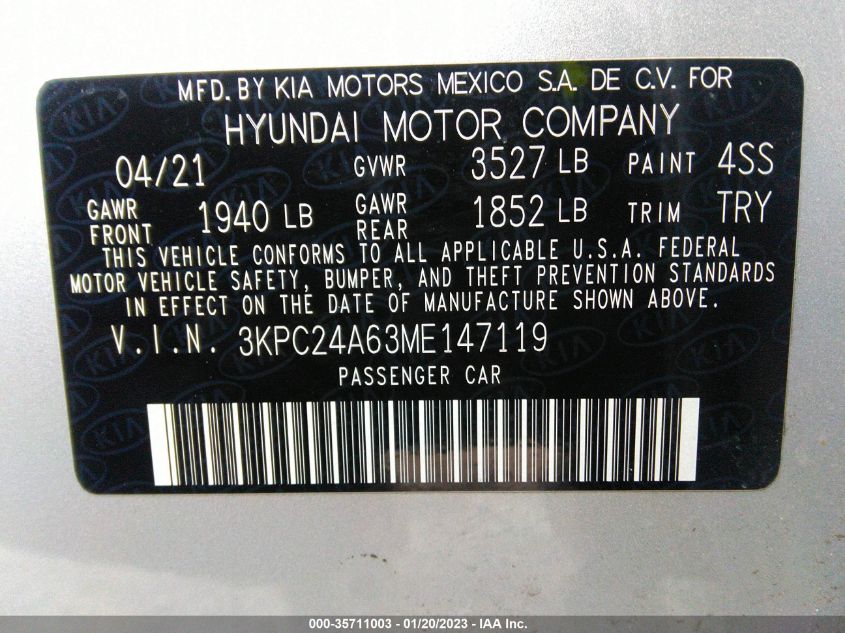 MFD. BY KIA MOTORS MEXICO S.A. DE C.V. FOR
HYUNDAI MOTOR COMPANY
04/21 GVWR 3527 LB PAINT 4SS
GAWR FRONT 1940 LB GAWR REAR 1852 LB TRIM TRY
THIS VEHICLE CONFORMS TO ALL APPLICABLE U.S.A. FEDERAL
MOTOR VEHICLE SAFETY, BUMPER, AND THEFT PREVENTION STANDARDS
IN EFFECT ON THE DATE OF MANUFACTURE SHOWN ABOVE.
V.I.N. 3KPC24A63ME147119
PASSENGER CAR
000-35711003 - 01/20/2023 - IAA Inc.